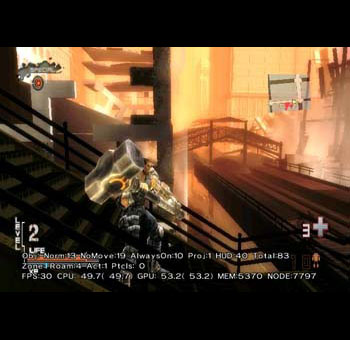 LEVEL 2
3
LIFE
Obj: Norm:13 NoMove:19 AlwaysOn:10 Proj:1 HUD:40 Total:83
Zone:1 Roam:4 Act:1 Ptcls: 0
FPS:30 CPU: 49.7( 49.7) GPU: 53.2( 53.2) MEM:5370 NODE:7797